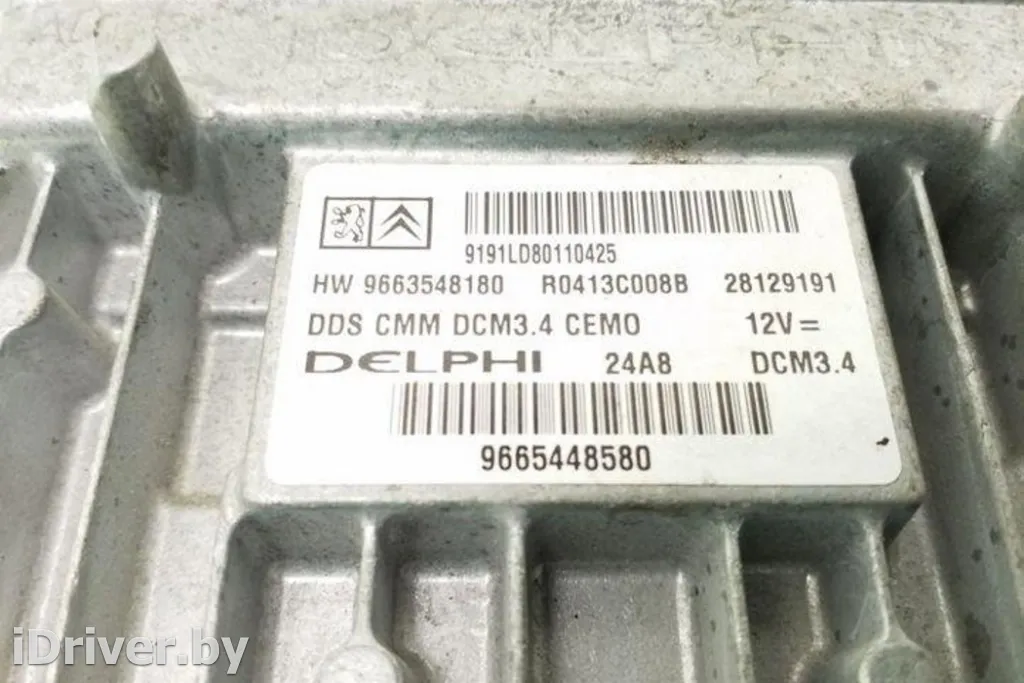 9191LD80110425
HW 9663548180 R0413C008B 28129191
DDS CMM DCM3.4 CEMO 12V=
DELPHI 24A8 DCM3.4
9665448580
iDriver.by